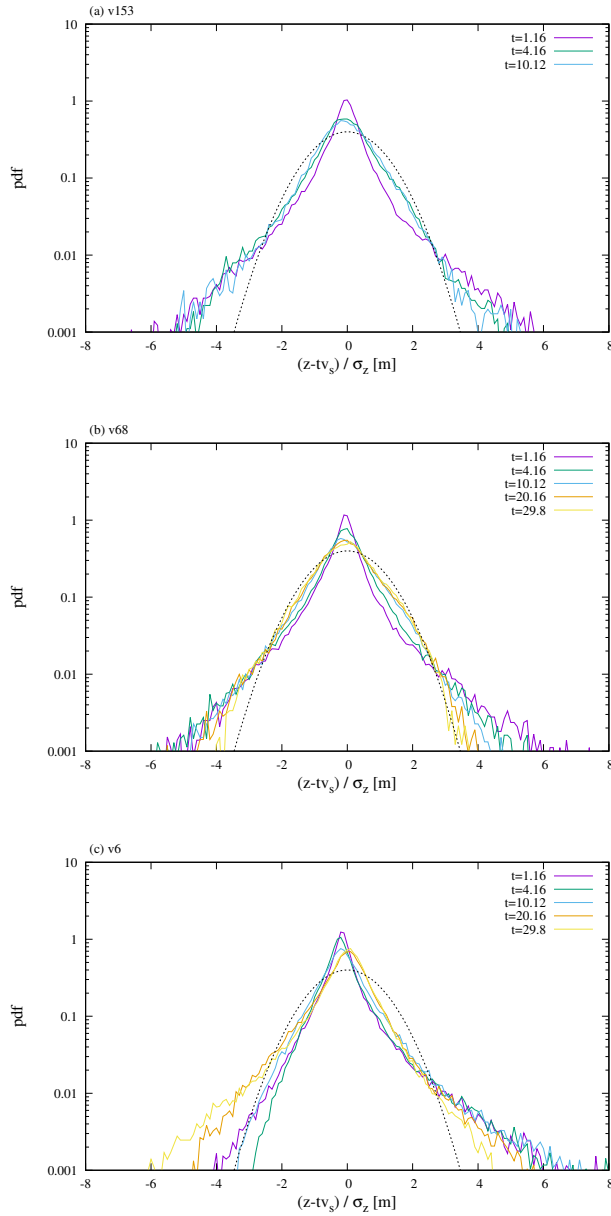 (a) v153
10
1
0.1
0.01
0.001
pdf
t=1.16
t=4.16
t=10.12
-8 -6 -4 -2 0 2 4 6 8
(z-tvₛ) / σ_z [m]
(b) v68
10
1
0.1
0.01
0.001
pdf
t=1.16
t=4.16
t=10.12
t=20.16
t=29.8
-8 -6 -4 -2 0 2 4 6 8
(z-tvₛ) / σ_z [m]
(c) v6
10
1
0.1
0.01
0.001
pdf
t=1.16
t=4.16
t=10.12
t=20.16
t=29.8
-8 -6 -4 -2 0 2 4 6 8
(z-tvₛ) / σ_z [m]